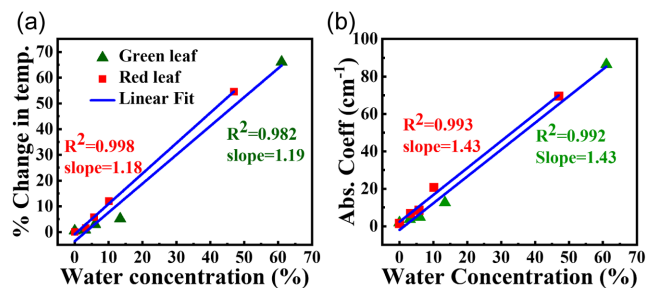 (a)
% Change in temp.
70
60
50
40
30
20
10
0
Green leaf
Red leaf
Linear Fit
R²=0.998
slope=1.18
R²=0.982
slope=1.19
0 10 20 30 40 50 60 70
Water concentration (%)
(b)
Abs. Coeff (cm⁻¹)
100
80
60
40
20
0
R²=0.993
slope=1.43
R²=0.992
Slope=1.43
0 10 20 30 40 50 60 70
Water Concentration (%)